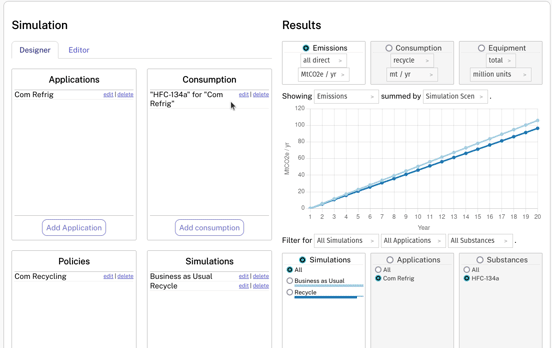 Simulation
Designer
Editor
Applications
Com Refrig
edit | delete
Add Application
Consumption
"HFC-134a" for "Com
Refrig"
edit | delete
Add consumption
Policies
Com Recycling
edit | delete
Simulations
Business as Usual
edit | delete
Recycle
edit | delete
Results
Emissions
all direct
MtCO2e / yr
Consumption
recycle
mt / yr
Equipment
total
million units
Showing Emissions summed by Simulation Scen .
120
100
80
60
40
20
0
MtCO2e / yr
1 2 3 4 5 6 7 8 9 10 11 12 13 14 15 16 17 18 19 20
Year
Filter for All Simulations All Applications All Substances .
Simulations
All
Business as Usual
Recycle
Applications
All
Com Refrig
Substances
All
HFC-134a